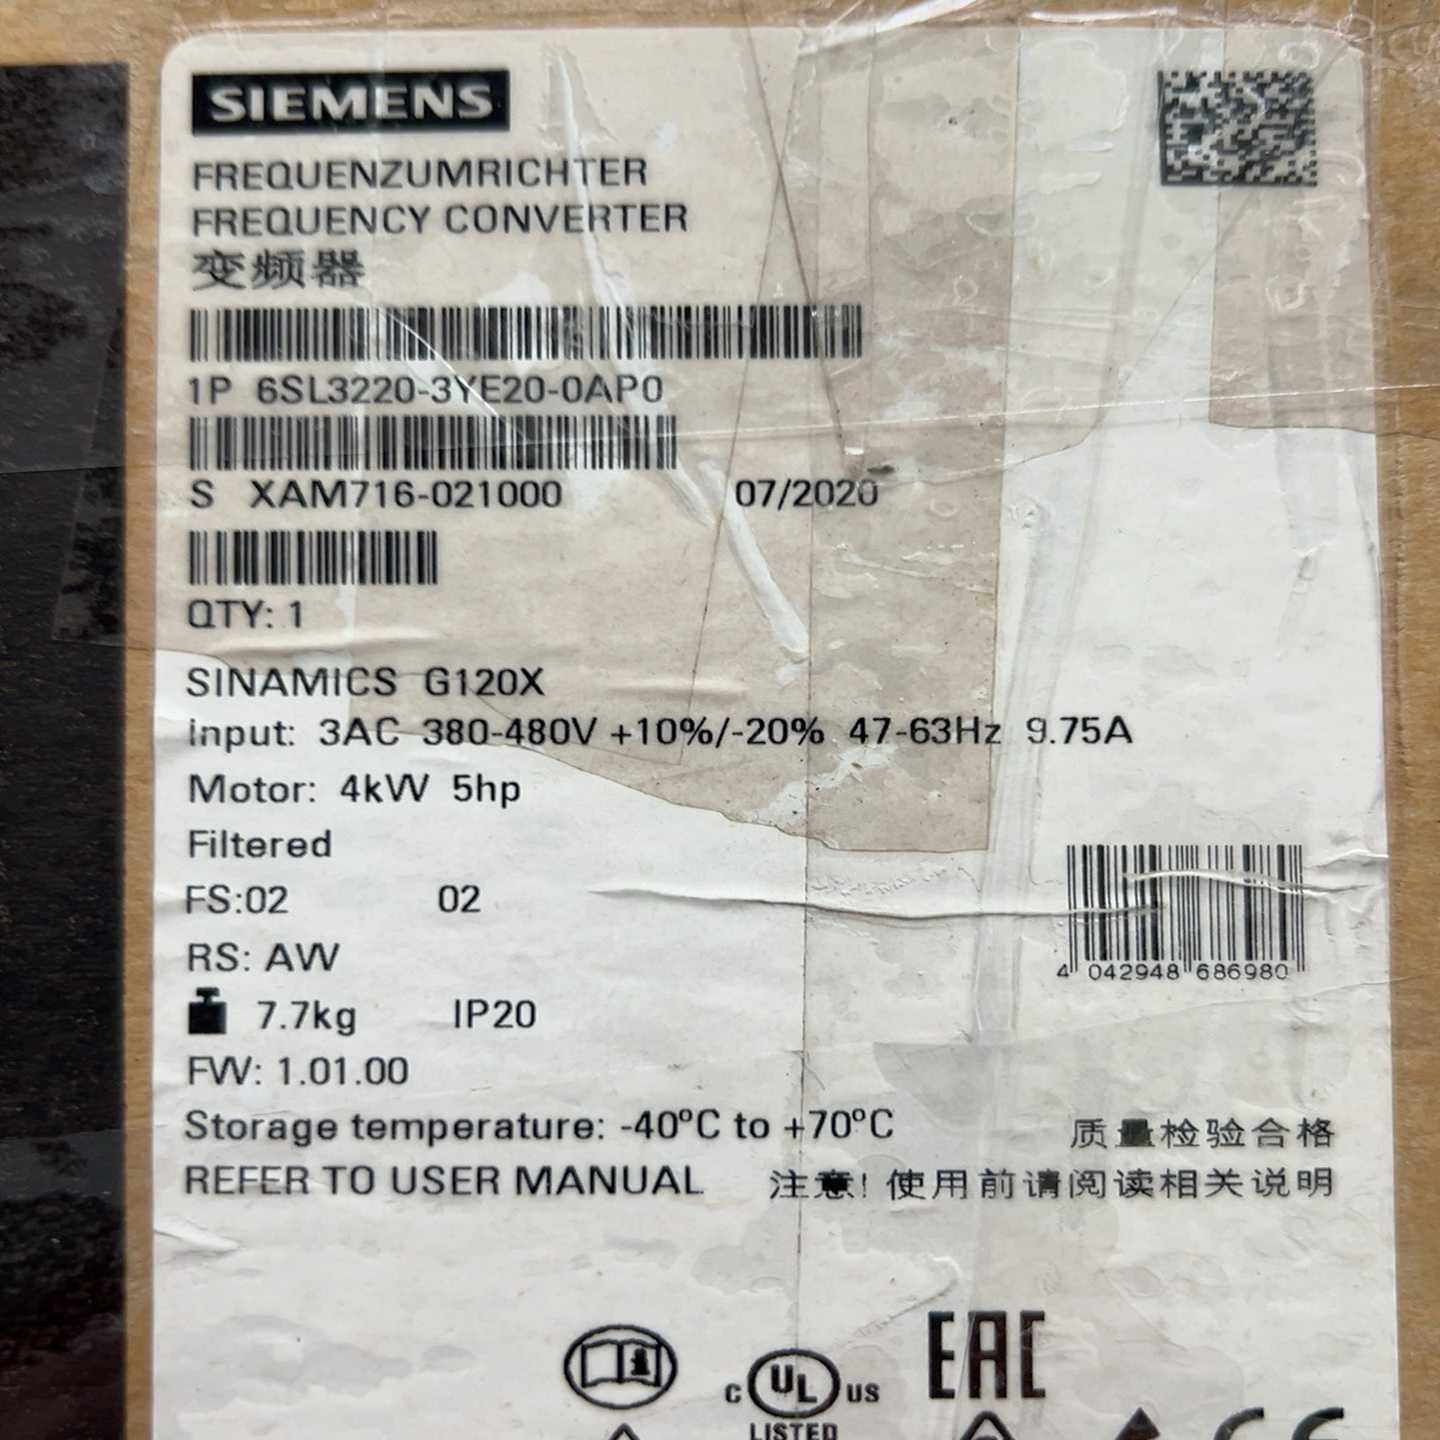 SIEMENS
FREQUENZUMRICHTER
FREQUENCY CONVERTER
变频器
1P 6SL3220-3YE20-0AP0
S XAM716-021000 07/2020
QTY: 1
SINAMICS G120X
Input: 3AC 380-480V +10%/-20% 47-63Hz 9.75A
Motor: 4kW 5hp
Filtered
FS:02 02
RS: AW
4 042948 686980
7.7kg IP20
FW: 1.01.00
Storage temperature: -40ºC to +70ºC
质量检验合格
REFER TO USER MANUAL 注意! 使用前请阅读相关说明
EAC
C UL US
LISTED
CE